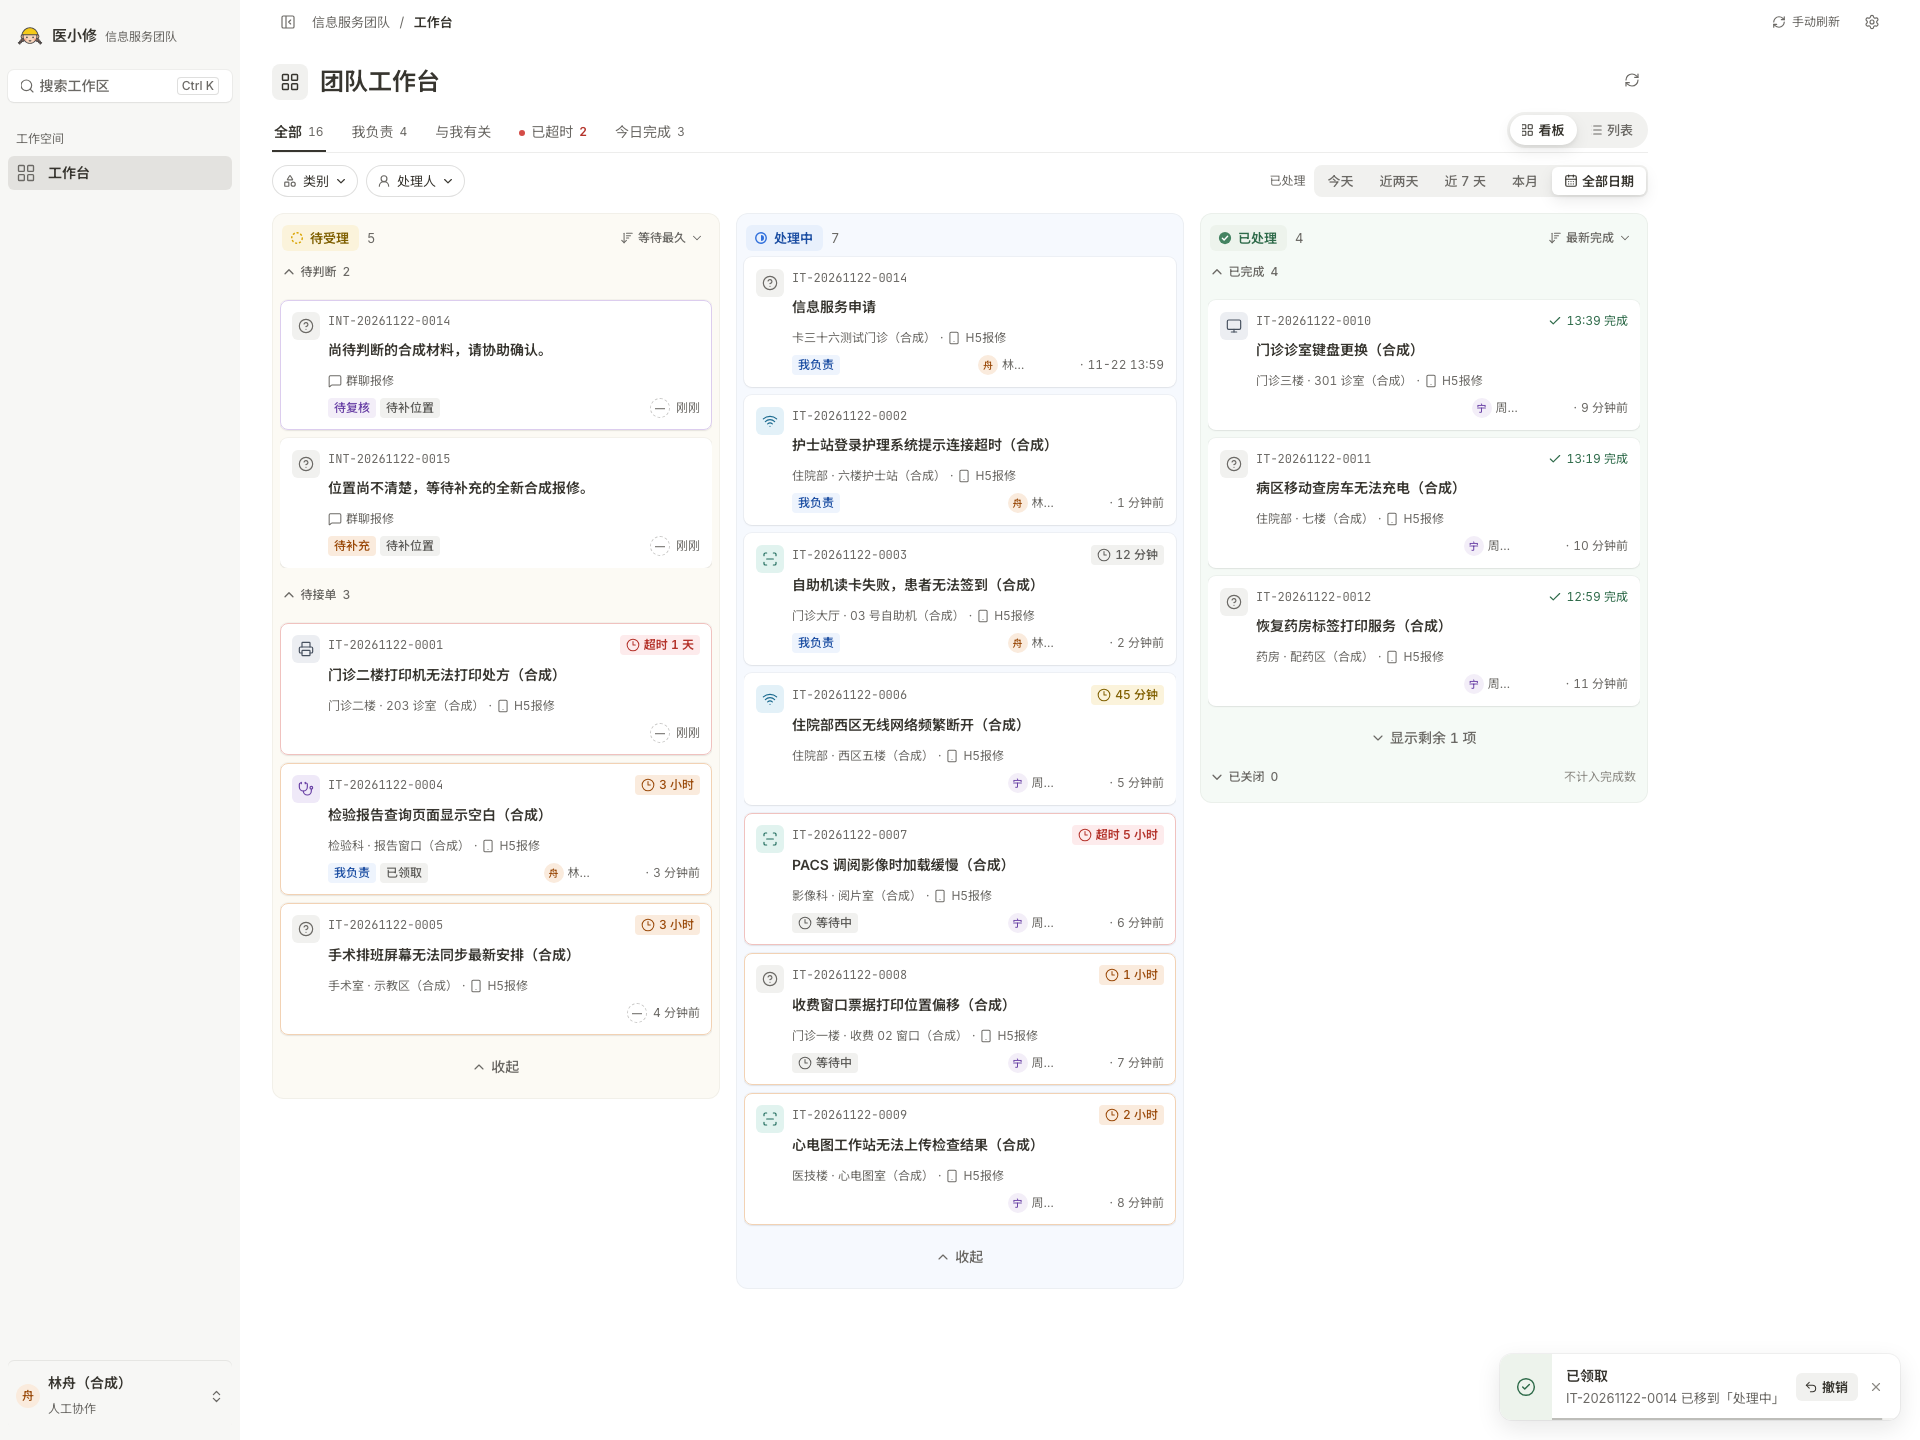 医小修 信息服务团队
搜索工作区 Ctrl K
工作空间
工作台
林舟（合成）
人工协作
舟
信息服务团队 / 工作台
手动刷新
团队工作台
全部 16 我负责 4 与我有关 已超时 2 今日完成 3
看板 列表
类别 处理人
已处理 今天 近两天 近 7 天 本月 全部日期
待受理 5 等待最久
待判断 2
INT-20261122-0014
尚待判断的合成材料，请协助确认。
群聊报修
待复核 待补位置 刚刚
INT-20261122-0015
位置尚不清楚，等待补充的全新合成报修。
群聊报修
待补充 待补位置 刚刚
待接单 3
IT-20261122-0001 超时 1 天
门诊二楼打印机无法打印处方（合成）
门诊二楼 · 203 诊室（合成） · H5报修
刚刚
IT-20261122-0004 3 小时
检验报告查询页面显示空白（合成）
检验科 · 报告窗口（合成） · H5报修
我负责 已领取 舟 林... · 3 分钟前
IT-20261122-0005 3 小时
手术排班屏幕无法同步最新安排（合成）
手术室 · 示教区（合成） · H5报修
4 分钟前
收起
处理中 7
IT-20261122-0014
信息服务申请
卡三十六测试门诊（合成） · H5报修
我负责 舟 林... · 11-22 13:59
IT-20261122-0002
护士站登录护理系统提示连接超时（合成）
住院部 · 六楼护士站（合成） · H5报修
我负责 舟 林... · 1 分钟前
IT-20261122-0003 12 分钟
自助机读卡失败，患者无法签到（合成）
门诊大厅 · 03 号自助机（合成） · H5报修
我负责 舟 林... · 2 分钟前
IT-20261122-0006 45 分钟
住院部西区无线网络频繁断开（合成）
住院部 · 西区五楼（合成） · H5报修
宁 周... · 5 分钟前
IT-20261122-0007 超时 5 小时
PACS 调阅影像时加载缓慢（合成）
影像科 · 阅片室（合成） · H5报修
等待中 宁 周... · 6 分钟前
IT-20261122-0008 1 小时
收费窗口票据打印位置偏移（合成）
门诊一楼 · 收费 02 窗口（合成） · H5报修
等待中 宁 周... · 7 分钟前
IT-20261122-0009 2 小时
心电图工作站无法上传检查结果（合成）
医技楼 · 心电图室（合成） · H5报修
宁 周... · 8 分钟前
收起
已处理 4 最新完成
已完成 4
IT-20261122-0010 13:39 完成
门诊诊室键盘更换（合成）
门诊三楼 · 301 诊室（合成） · H5报修
宁 周... · 9 分钟前
IT-20261122-0011 13:19 完成
病区移动查房车无法充电（合成）
住院部 · 七楼（合成） · H5报修
宁 周... · 10 分钟前
IT-20261122-0012 12:59 完成
恢复药房标签打印服务（合成）
药房 · 配药区（合成） · H5报修
宁 周... · 11 分钟前
显示剩余 1 项
已关闭 0 不计入完成数
已领取
IT-20261122-0014 已移到「处理中」
撤销